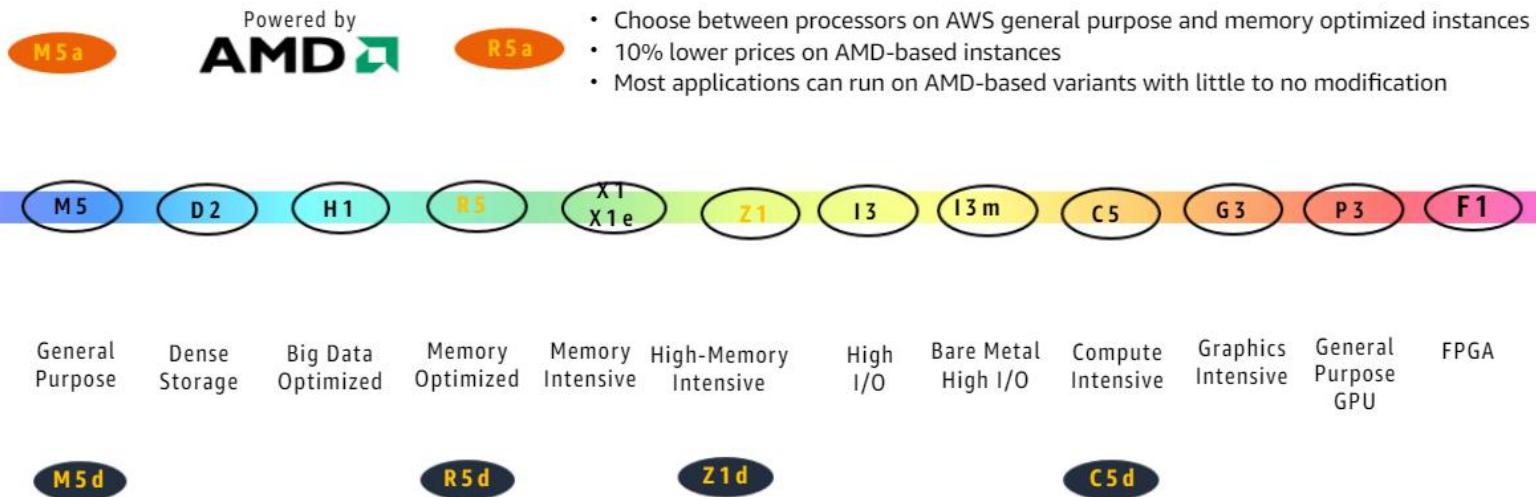 M5a
Powered by
AMD
R5a
• Choose between processors on AWS general purpose and memory optimized instances
• 10% lower prices on AMD-based instances
• Most applications can run on AMD-based variants with little to no modification
M5
D2
H1
R5
X1
X1e
Z1
I3
I3m
C5
G3
P3
F1
General
Purpose
Dense
Storage
Big Data
Optimized
Memory
Optimized
Memory
Intensive
High-Memory
Intensive
High
I/O
Bare Metal
High I/O
Compute
Intensive
Graphics
Intensive
General
Purpose
GPU
FPGA
M5d
R5d
Z1d
C5d